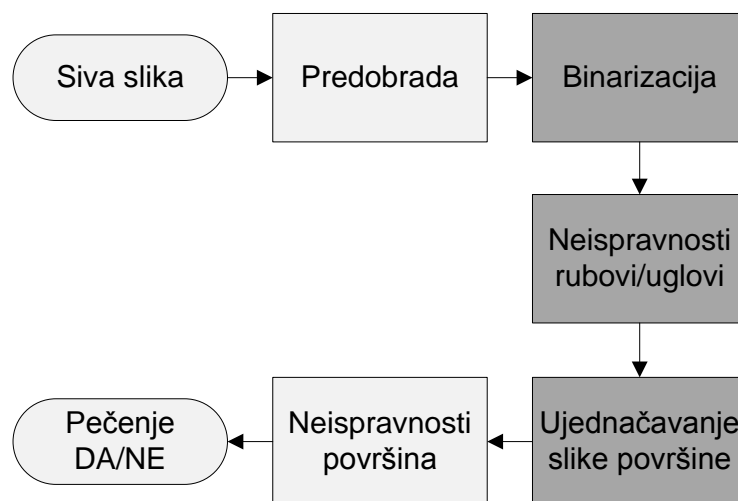 Siva slika
Predobrada
Binarizacija
Neispravnosti
rubovi/uglovi
Ujednačavanje
slike površine
Neispravnosti
površina
Pečenje
DA/NE